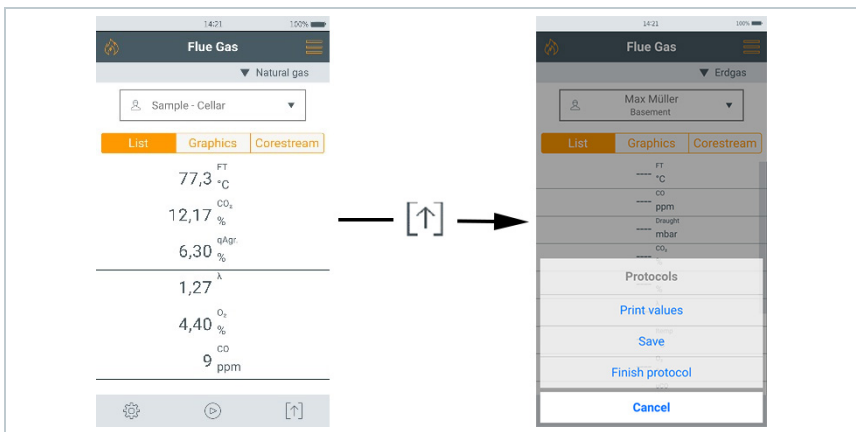 14:21 100%
Flue Gas
Natural gas
Sample - Cellar
List Graphics Corestream
77,3 FT °C
12,17 CO₂ %
6,30 qAgr. %
1,27 λ
4,40 O₂ %
9 CO ppm
14:21 100%
Flue Gas
Erdgas
Max Müller
Basement
List Graphics Corestream
---- FT °C
---- CO ppm
---- Draught mbar
---- CO₂
Protocols
Print values
Save
Finish protocol
Cancel